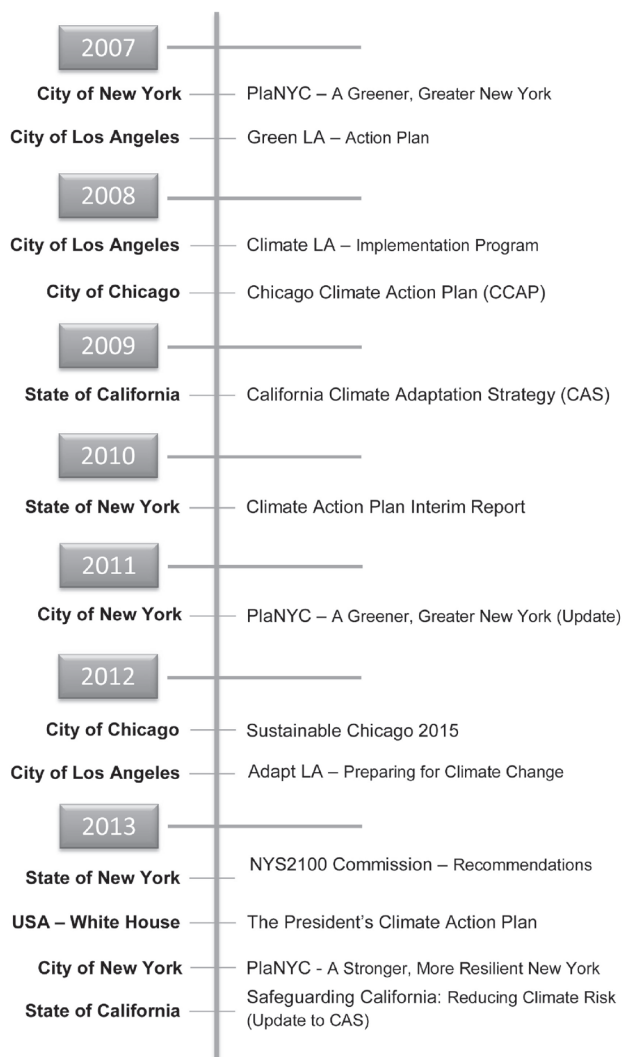 2007
City of New York PlaNYC – A Greener, Greater New York
City of Los Angeles Green LA – Action Plan
2008
City of Los Angeles Climate LA – Implementation Program
City of Chicago Chicago Climate Action Plan (CCAP)
2009
State of California California Climate Adaptation Strategy (CAS)
2010
State of New York Climate Action Plan Interim Report
2011
City of New York PlaNYC – A Greener, Greater New York (Update)
2012
City of Chicago Sustainable Chicago 2015
City of Los Angeles Adapt LA – Preparing for Climate Change
2013
State of New York NYS2100 Commission – Recommendations
USA – White House The President's Climate Action Plan
City of New York PlaNYC - A Stronger, More Resilient New York
State of California Safeguarding California: Reducing Climate Risk
(Update to CAS)